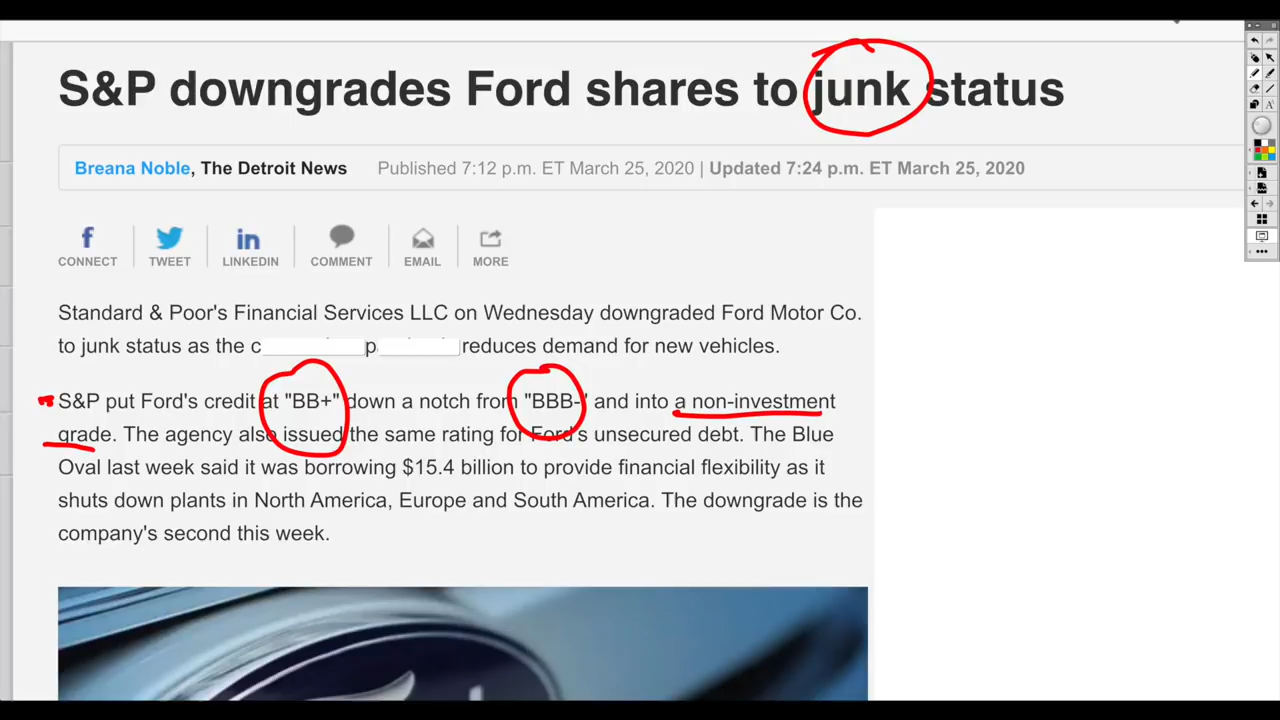 S&P downgrades Ford shares to junk status
Breana Noble, The Detroit News Published 7:12 p.m. ET March 25, 2020 | Updated 7:24 p.m. ET March 25, 2020
CONNECT TWEET LINKEDIN COMMENT EMAIL MORE
Standard & Poor's Financial Services LLC on Wednesday downgraded Ford Motor Co.
to junk status as the c p reduces demand for new vehicles.
S&P put Ford's credit at "BB+" down a notch from "BBB-" and into a non-investment
grade. The agency also issued the same rating for Ford's unsecured debt. The Blue
Oval last week said it was borrowing $15.4 billion to provide financial flexibility as it
shuts down plants in North America, Europe and South America. The downgrade is the
company's second this week.